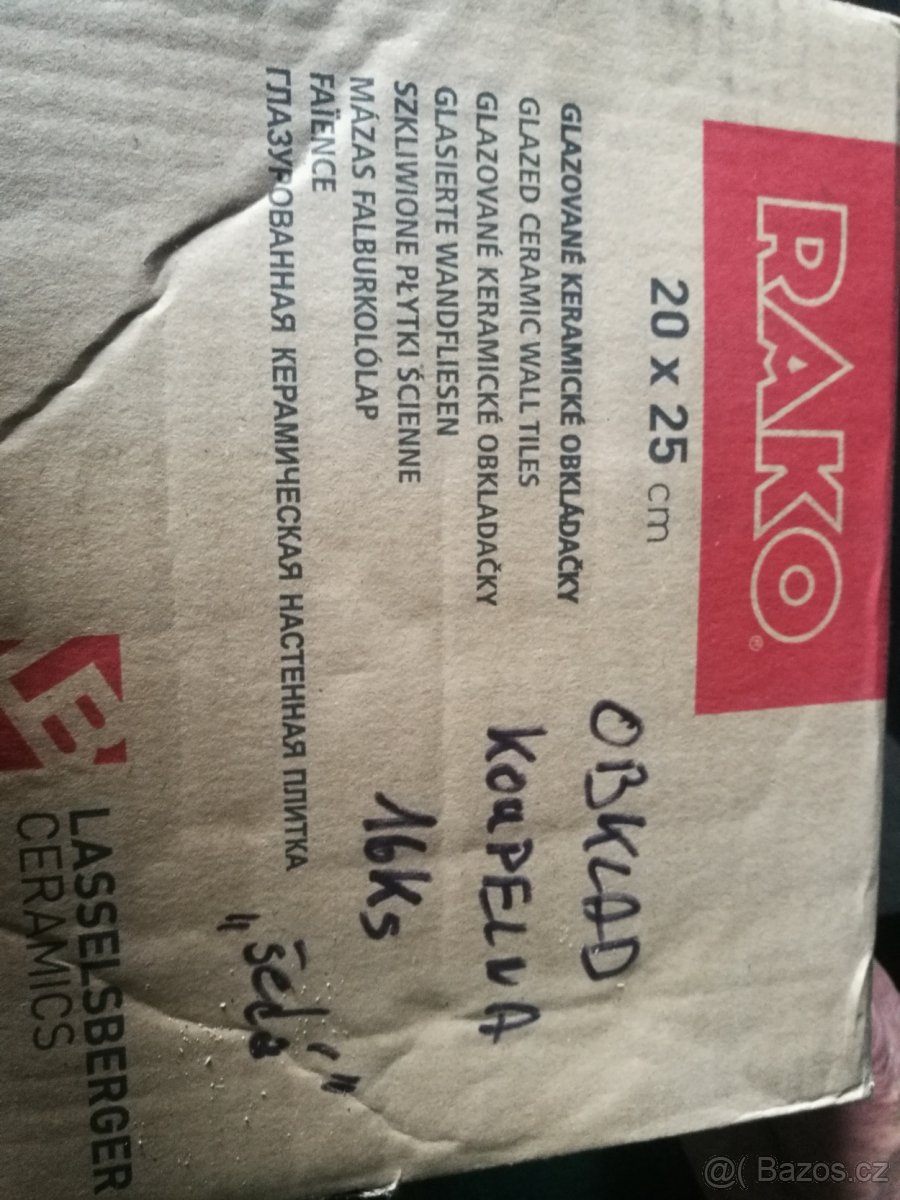 RAKO®
20 x 25 cm
GLAZOVANÉ KERAMICKÉ OBKLÁDAČKY
GLAZED CERAMIC WALL TILES
GLAZOVANÉ KERAMICKÉ OBKLADAČKY
GLASIERTE WANDFLIESEN
SZKLIWIONE PŁYTKI ŚCIENNE
MÁZAS FALBURKOLÓLAP
FAÏENCE
ГЛАЗУРОВАННАЯ КЕРАМИЧЕСКАЯ НАСТЕННАЯ ПЛИТКА
OBKLAD
KOUPELNA
16Ks
"šedá"
LB
LASSELSBERGER
CERAMICS
@( Bazos.cz